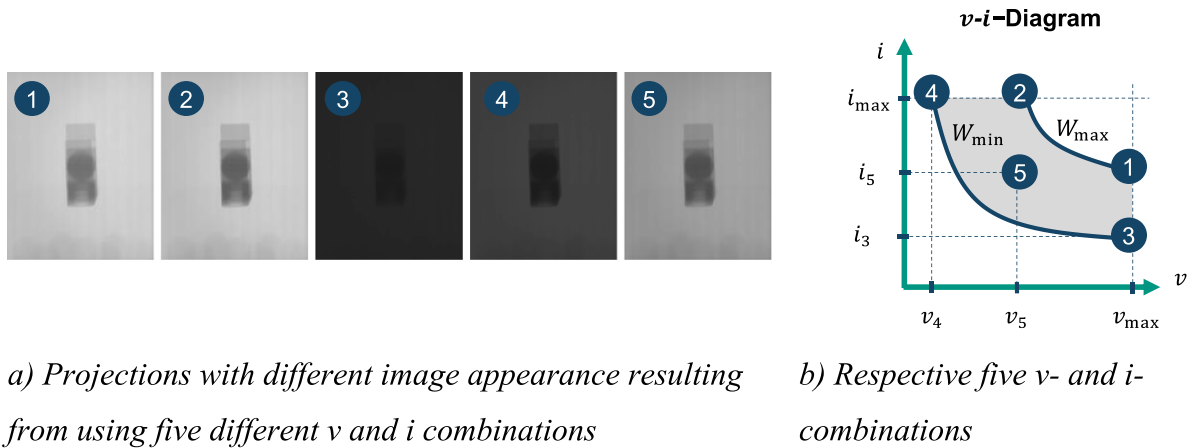 1
2
3
4
5
v-i–Diagram
i
i_max
4
2
W_min
W_max
i_5
5
1
i_3
3
v
v_4
v_5
v_max
a) Projections with different image appearance resulting
from using five different v and i combinations
b) Respective five v- and i-
combinations